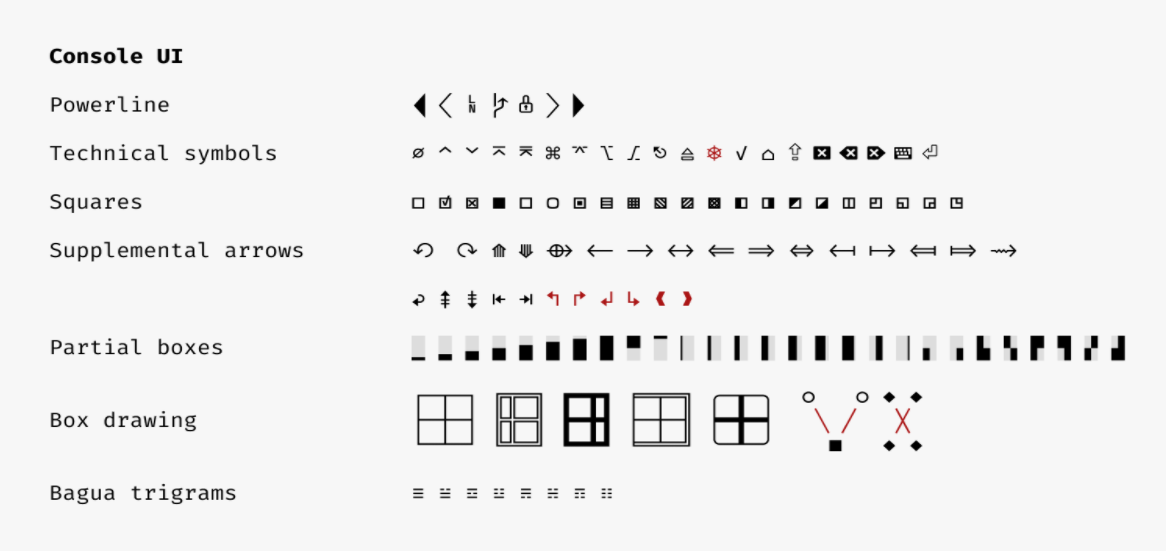 Console UI
Powerline
Technical symbols
Squares
Supplemental arrows
Partial boxes
Box drawing
Bagua trigrams